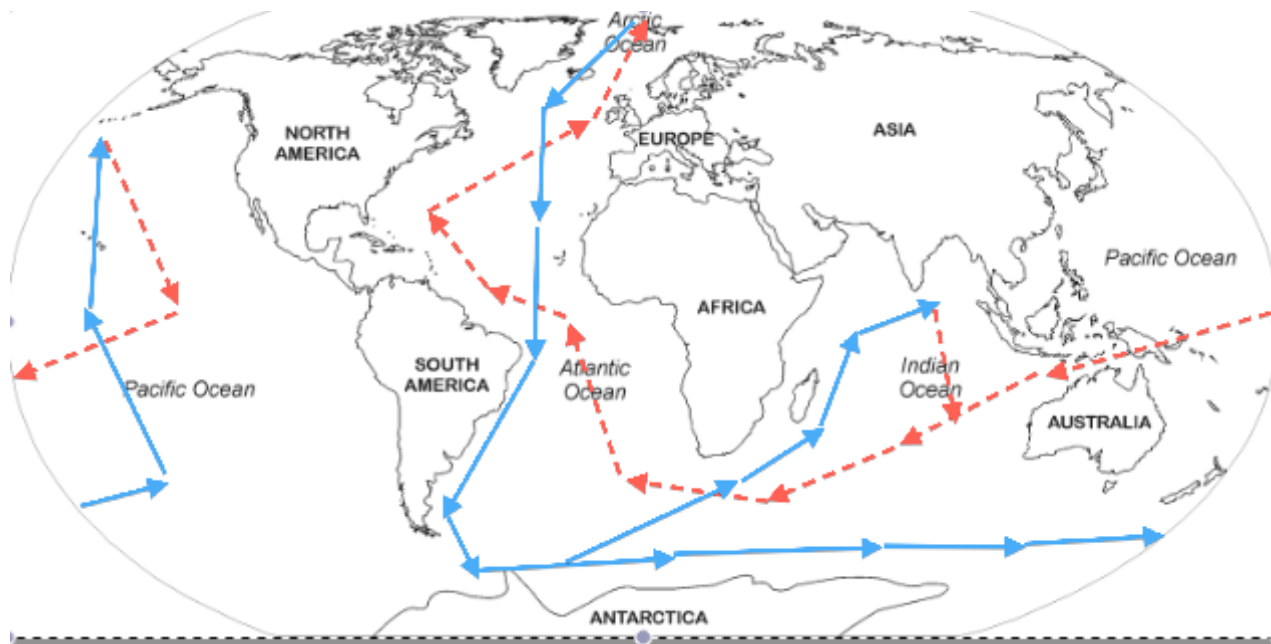 Arctic
Ocean
NORTH
AMERICA
EUROPE
ASIA
Pacific Ocean
AFRICA
SOUTH
AMERICA
Atlantic
Ocean
Indian
Ocean
Pacific Ocean
AUSTRALIA
ANTARCTICA